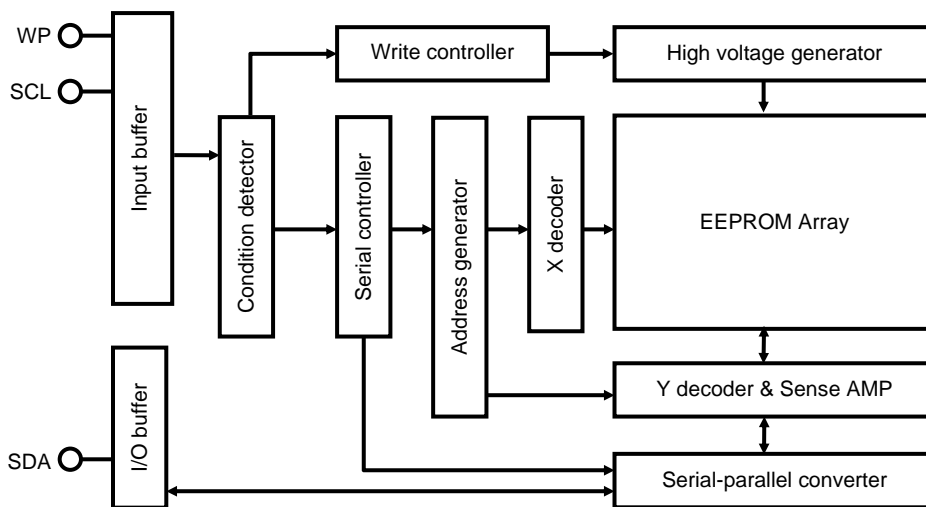 WP
SCL
Input buffer
Condition detector
Write controller
High voltage generator
Serial controller
Address generator
X decoder
EEPROM Array
Y decoder & Sense AMP
SDA
I/O buffer
Serial-parallel converter